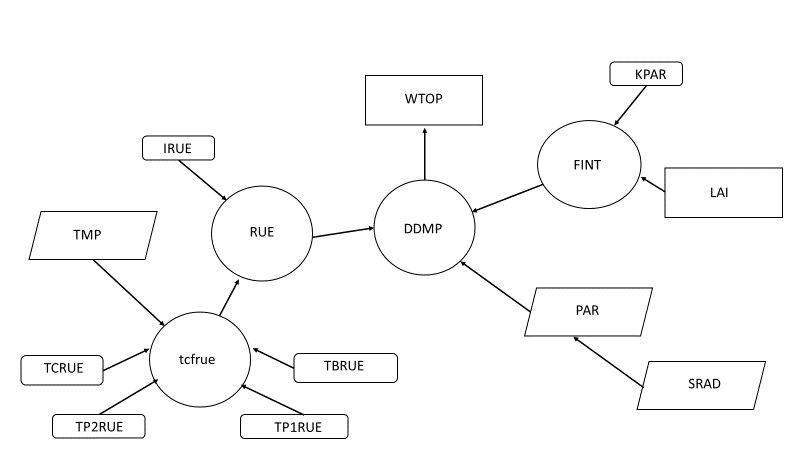 KPAR
WTOP
IRUE
FINT
LAI
TMP
RUE
DDMP
PAR
tcfrue
TCRUE
TBRUE
SRAD
TP2RUE
TP1RUE